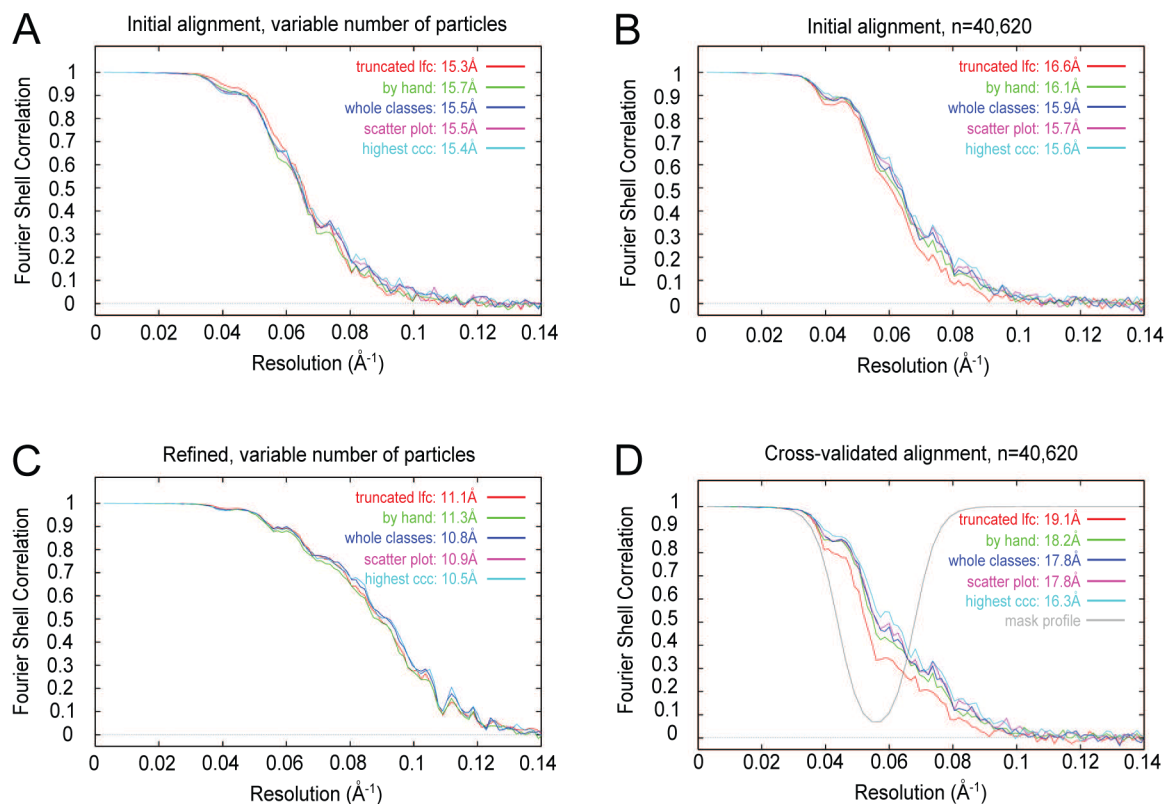 A
Initial alignment, variable number of particles
Fourier Shell Correlation
1
0.9
0.8
0.7
0.6
0.5
0.4
0.3
0.2
0.1
0
truncated lfc: 15.3Å
by hand: 15.7Å
whole classes: 15.5Å
scatter plot: 15.5Å
highest ccc: 15.4Å
0 0.02 0.04 0.06 0.08 0.1 0.12 0.14
Resolution (Å⁻¹)
B
Initial alignment, n=40,620
Fourier Shell Correlation
1
0.9
0.8
0.7
0.6
0.5
0.4
0.3
0.2
0.1
0
truncated lfc: 16.6Å
by hand: 16.1Å
whole classes: 15.9Å
scatter plot: 15.7Å
highest ccc: 15.6Å
0 0.02 0.04 0.06 0.08 0.1 0.12 0.14
Resolution (Å⁻¹)
C
Refined, variable number of particles
Fourier Shell Correlation
1
0.9
0.8
0.7
0.6
0.5
0.4
0.3
0.2
0.1
0
truncated lfc: 11.1Å
by hand: 11.3Å
whole classes: 10.8Å
scatter plot: 10.9Å
highest ccc: 10.5Å
0 0.02 0.04 0.06 0.08 0.1 0.12 0.14
Resolution (Å⁻¹)
D
Cross-validated alignment, n=40,620
Fourier Shell Correlation
1
0.9
0.8
0.7
0.6
0.5
0.4
0.3
0.2
0.1
0
truncated lfc: 19.1Å
by hand: 18.2Å
whole classes: 17.8Å
scatter plot: 17.8Å
highest ccc: 16.3Å
mask profile
0 0.02 0.04 0.06 0.08 0.1 0.12 0.14
Resolution (Å⁻¹)